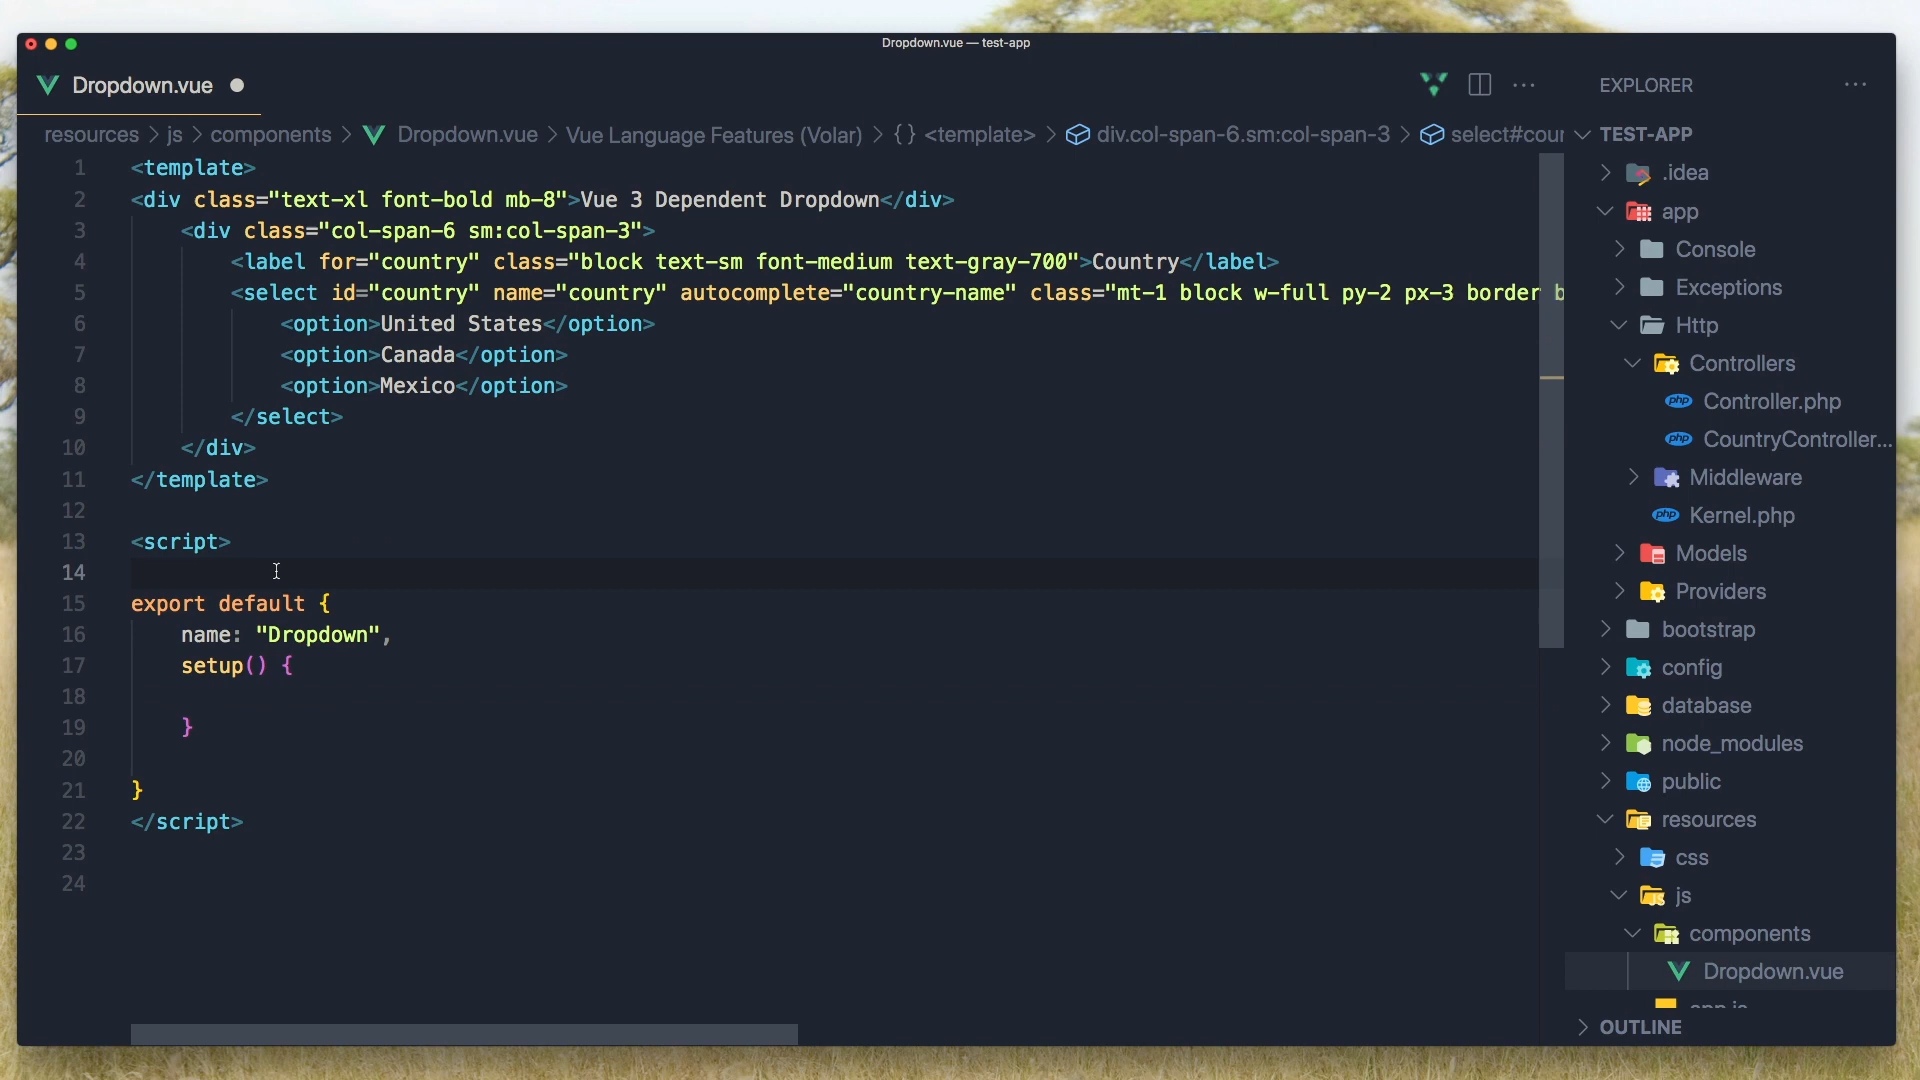 Dropdown.vue — test-app
Dropdown.vue
EXPLORER
resources > js > components > Dropdown.vue > Vue Language Features (Volar) > {} <template> > div.col-span-6.sm:col-span-3 > select#cour
TEST-APP
1 <template>
2 <div class="text-xl font-bold mb-8">Vue 3 Dependent Dropdown</div>
3 <div class="col-span-6 sm:col-span-3">
4 <label for="country" class="block text-sm font-medium text-gray-700">Country</label>
5 <select id="country" name="country" autocomplete="country-name" class="mt-1 block w-full py-2 px-3 border b
6 <option>United States</option>
7 <option>Canada</option>
8 <option>Mexico</option>
9 </select>
10 </div>
11 </template>
12
13 <script>
14
15 export default {
16 name: "Dropdown",
17 setup() {
18
19 }
20
21 }
22 </script>
23
24
.idea
app
Console
Exceptions
Http
Controllers
php Controller.php
php CountryController...
Middleware
php Kernel.php
Models
Providers
bootstrap
config
database
node_modules
public
resources
css
js
components
Dropdown.vue
OUTLINE